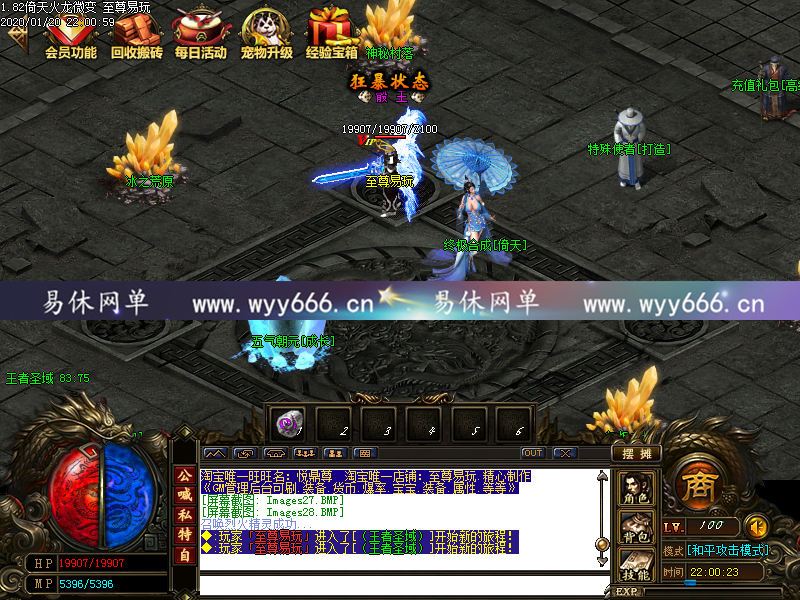 1.82倚天火龙微变 至尊易玩
2020/01/20 22:00:59
会员功能 回收搬砖 每日活动 宠物升级 经验宝箱
神秘村落
狂暴状态
19907/19907/Z100
VIP
至尊易玩
冰之荒原
特殊使者[打造]
终极合成[倚天]
易休网单 www.wyy666.cn 易休网单 www.wyy666.cn
五气朝元[成长]
王者圣域 83:75
1 2 3 4 5 6
OUT
摆 摊
公
喊
私
特
自
淘宝唯一旺旺名: 悦鼎尊 淘宝唯一店铺: 至尊易玩 精心制作
《GM管理后台可刷.装备.货币.爆率.宝宝.装备.属性.等等》
[屏幕截图: Images27.BMP]
[屏幕截图: Images28.BMP]
召唤烈火精灵成功...
◆:玩家「至尊易玩」进入了[（王者圣域）]开始新的旅程!
◆:玩家「至尊易玩」进入了[（王者圣域）]开始新的旅程!
角色
背包
技能
商
LV. 100
模式 [和平攻击模式]
时间 22:00:23
EXP
HP 19907/19907
MP 5396/5396